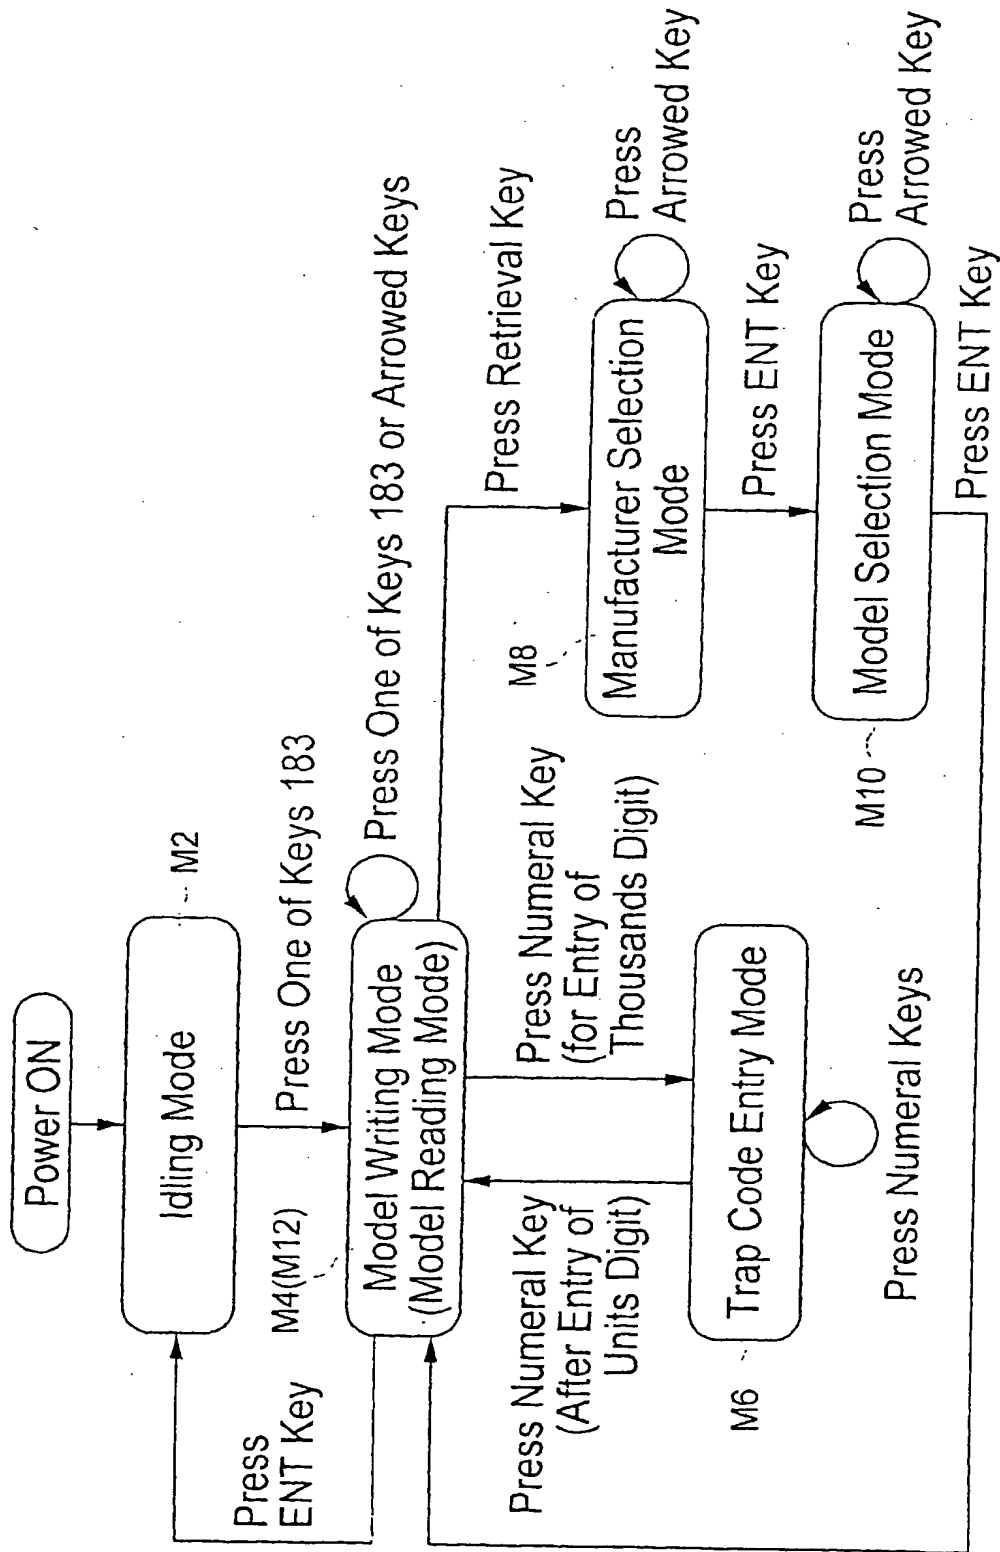 Power ON
Idling Mode
M2
Press
ENT Key
Press One of Keys 183
M4(M12)
Model Writing Mode
(Model Reading Mode)
Press One of Keys 183 or Arrowed Keys
Press Numeral Key
(After Entry of
Units Digit)
Press Numeral Key
(for Entry of
Thousands Digit)
Press Retrieval Key
M8
Manufacturer Selection
Mode
Press
Arrowed Key
M6
Trap Code Entry Mode
Press ENT Key
Press Numeral Keys
M10
Model Selection Mode
Press
Arrowed Key
Press ENT Key